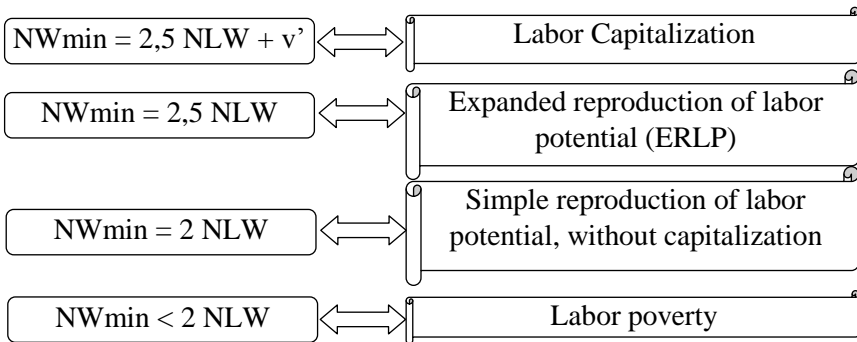 NWmin = 2,5 NLW + v’
Labor Capitalization
NWmin = 2,5 NLW
Expanded reproduction of labor
potential (ERLP)
NWmin = 2 NLW
Simple reproduction of labor
potential, without capitalization
NWmin < 2 NLW
Labor poverty